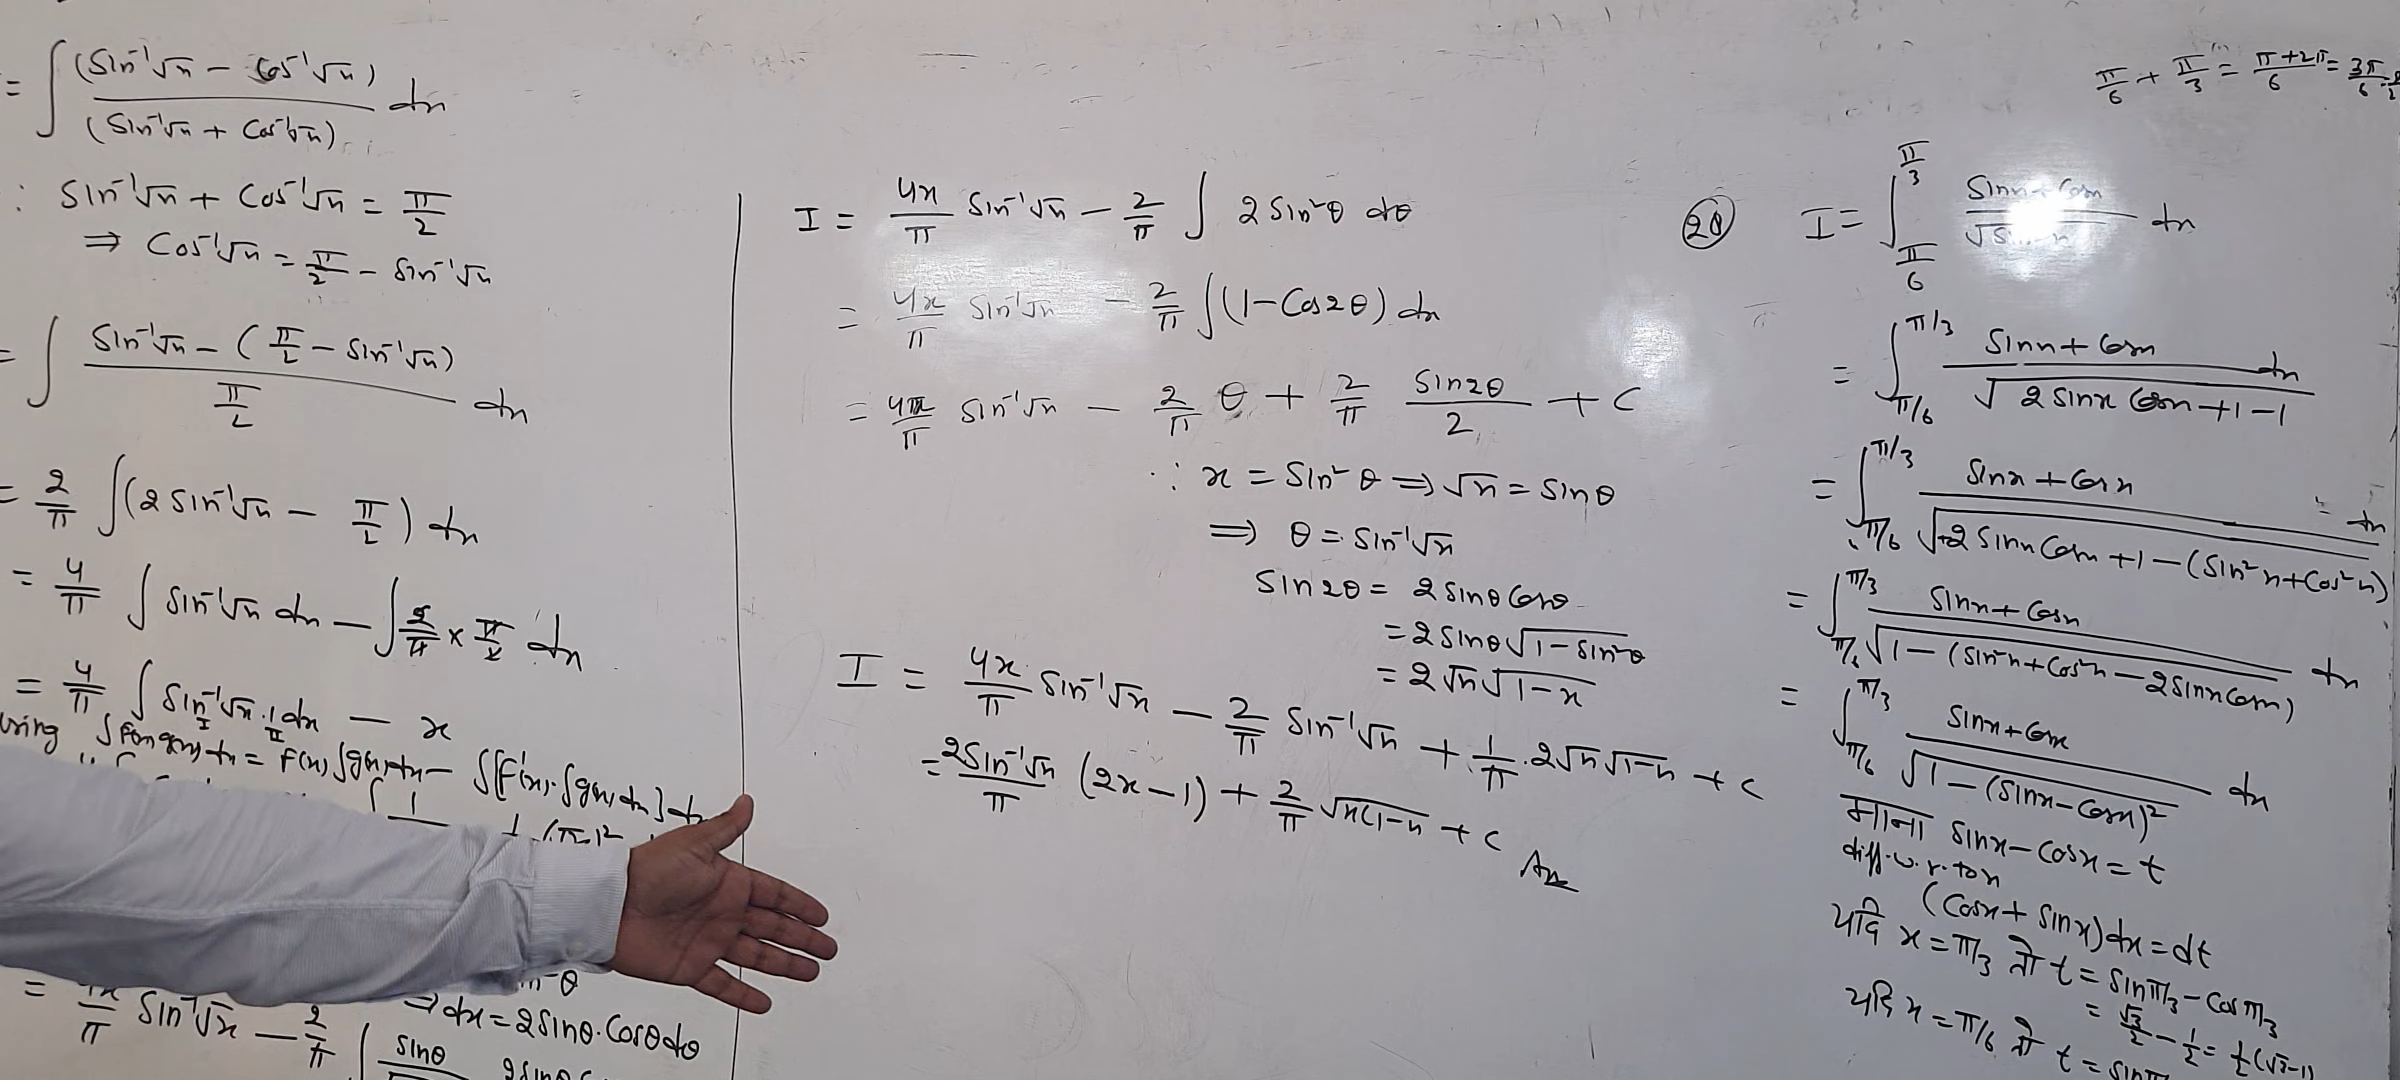 = ∫ (Sin⁻¹√x – Cos⁻¹√x) / (Sin⁻¹√x + Cos⁻¹√x) dx
∵ Sin⁻¹√x + Cos⁻¹√x = π/2
⇒ Cos⁻¹√x = π/2 – Sin⁻¹√x
= ∫ Sin⁻¹√x – (π/2 – Sin⁻¹√x) / π/2 dx
= 2/π ∫(2 Sin⁻¹√x – π/2) dx
= 4/π ∫ Sin⁻¹√x dx – ∫ 2/π × π/2 dx
= 4/π ∫ Sin⁻¹√x · 1 dx – x
I II
using ∫ f(x) g(x) dx = f(x) ∫g(x) dx – ∫[f'(x) · ∫g(x) dx] dx
⇒ dx = 2 Sinθ · Cosθ dθ
= 4x/π Sin⁻¹√x – 2/π ∫ Sinθ
I = 4x/π Sin⁻¹√x – 2/π ∫ 2 Sin²θ dθ
= 4x/π Sin⁻¹√x – 2/π ∫(1 – Cos2θ) dx
= 4x/π Sin⁻¹√x – 2/π θ + 2/π Sin2θ/2 + C
∵ x = Sin²θ ⇒ √x = Sinθ
⇒ θ = Sin⁻¹√x
Sin2θ = 2 Sinθ Cosθ
= 2 Sinθ √1 – Sin²θ
= 2 √x √1 – x
I = 4x/π Sin⁻¹√x – 2/π Sin⁻¹√x + 1/π · 2√x √1–x + C
= 2Sin⁻¹√x/π (2x – 1) + 2/π √x(1–x) + C
Ans
π/6 + π/3 = π+2π/6 = 3π/6 = π/2
(28) I = ∫ π/6 π/3 Sinx + Cosx dx
= ∫ π/6 π/3 Sinx + Cosx / √2 Sinx Cosx + 1 – 1 dx
= ∫ π/6 π/3 Sinx + Cosx / √+2 Sinx Cosx + 1 – (Sin²x + Cos²x) dx
= ∫ π/6 π/3 Sinx + Cosx / √1 – (Sin²x + Cos²x – 2Sinx Cosx) dx
= ∫ π/6 π/3 Sinx + Cosx / √1 – (Sinx – Cosx)² dx
माना Sinx – Cosx = t
diff. w.r. to x
(Cosx + Sinx) dx = dt
यदि x = π/3 तो t = Sin π/3 – Cos π/3
= √3/2 – 1/2 = 1/2(√3–1)
यदि x = π/6 तो t =